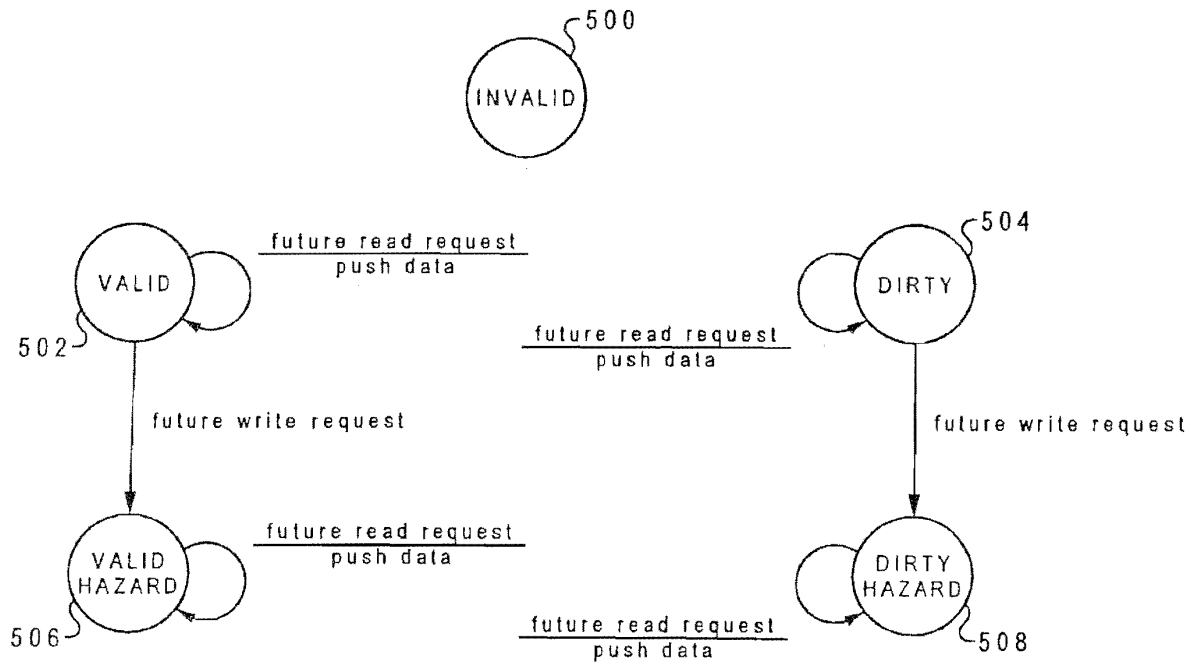 500
INVALID
504
future read request
push data
VALID
DIRTY
502
future read request
push data
future write request
future write request
future read request
push data
VALID
HAZARD
DIRTY
HAZARD
506
future read request
push data
508